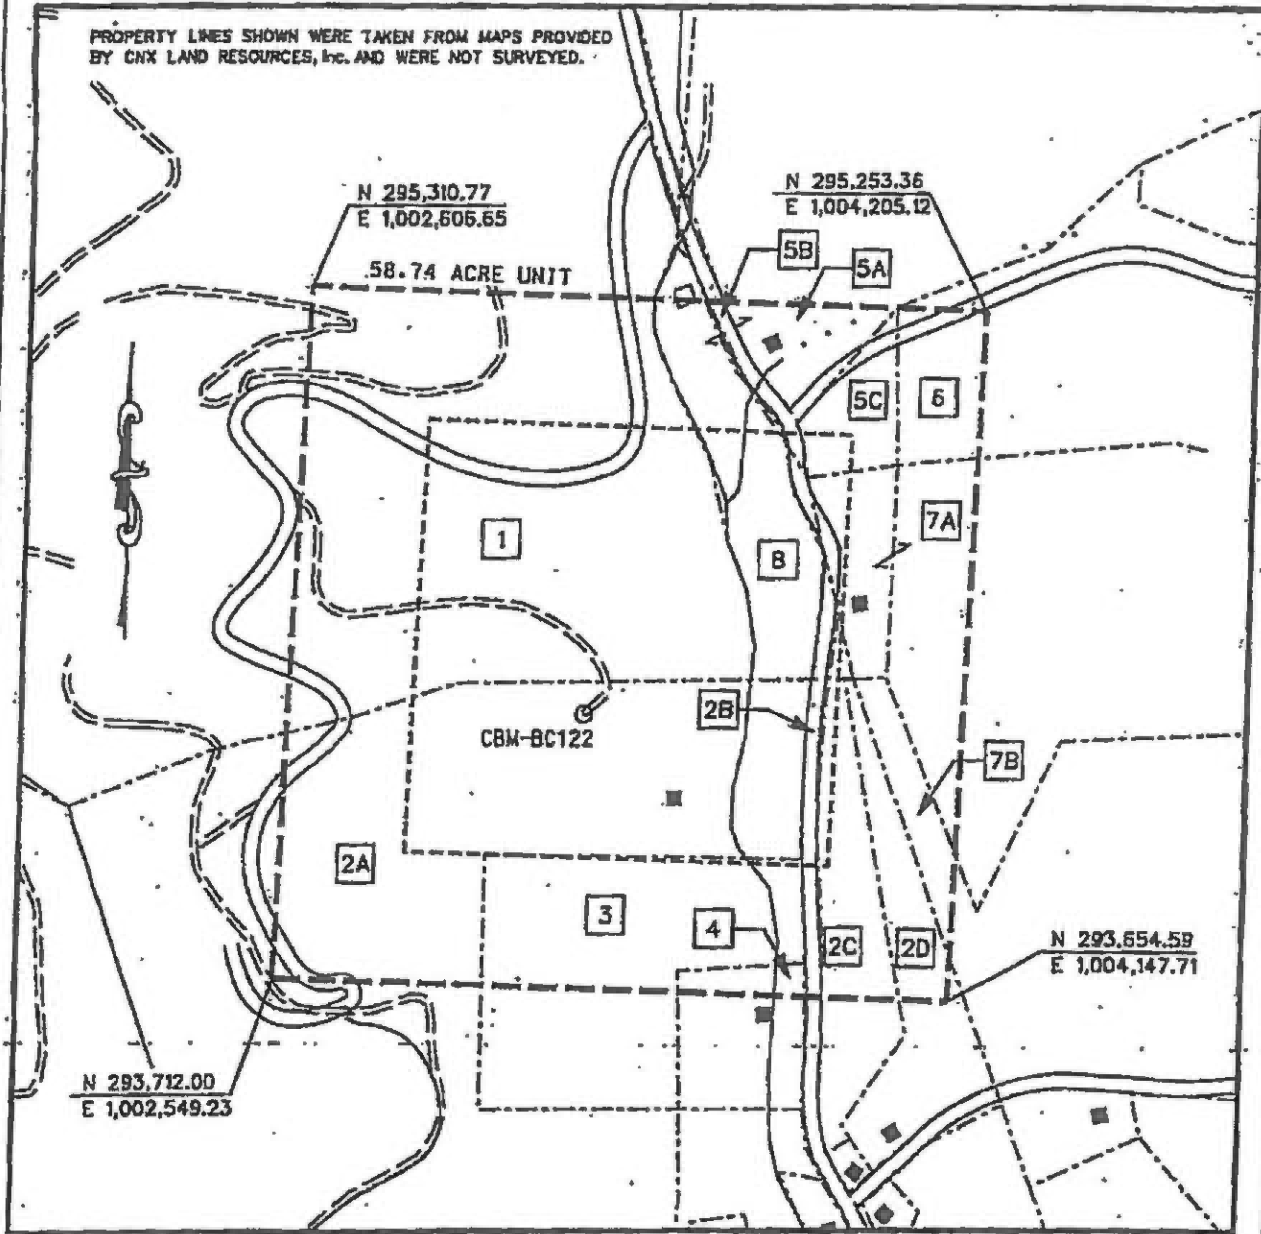 PROPERTY LINES SHOWN WERE TAKEN FROM MAPS PROVIDED
BY CNX LAND RESOURCES, Inc. AND WERE NOT SURVEYED.
N 295,310.77
E 1,002,606.65
N 295,253.36
E 1,004,205.12
58.74 ACRE UNIT
5B
5A
5C
6
1
7A
8
2B
CBM-BC122
7B
2A
3
4
2C
2D
N 293,654.59
E 1,004,147.71
N 293,712.00
E 1,002,549.23